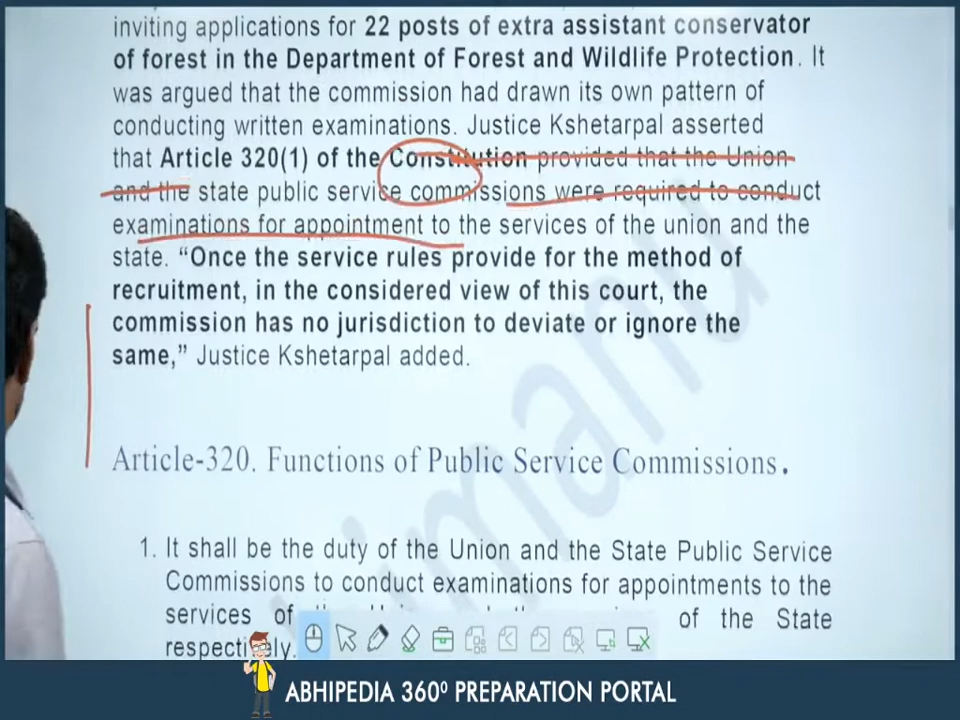 inviting applications for 22 posts of extra assistant conservator
of forest in the Department of Forest and Wildlife Protection. It
was argued that the commission had drawn its own pattern of
conducting written examinations. Justice Kshetarpal asserted
that Article 320(1) of the Constitution provided that the Union
and the state public service commissions were required to conduct
examinations for appointment to the services of the union and the
state. “Once the service rules provide for the method of
recruitment, in the considered view of this court, the
commission has no jurisdiction to deviate or ignore the
same,” Justice Kshetarpal added.
Article-320. Functions of Public Service Commissions.
1. It shall be the duty of the Union and the State Public Service
Commissions to conduct examinations for appointments to the
services of of the State
respectively.
ABHIPEDIA 360⁰ PREPARATION PORTAL